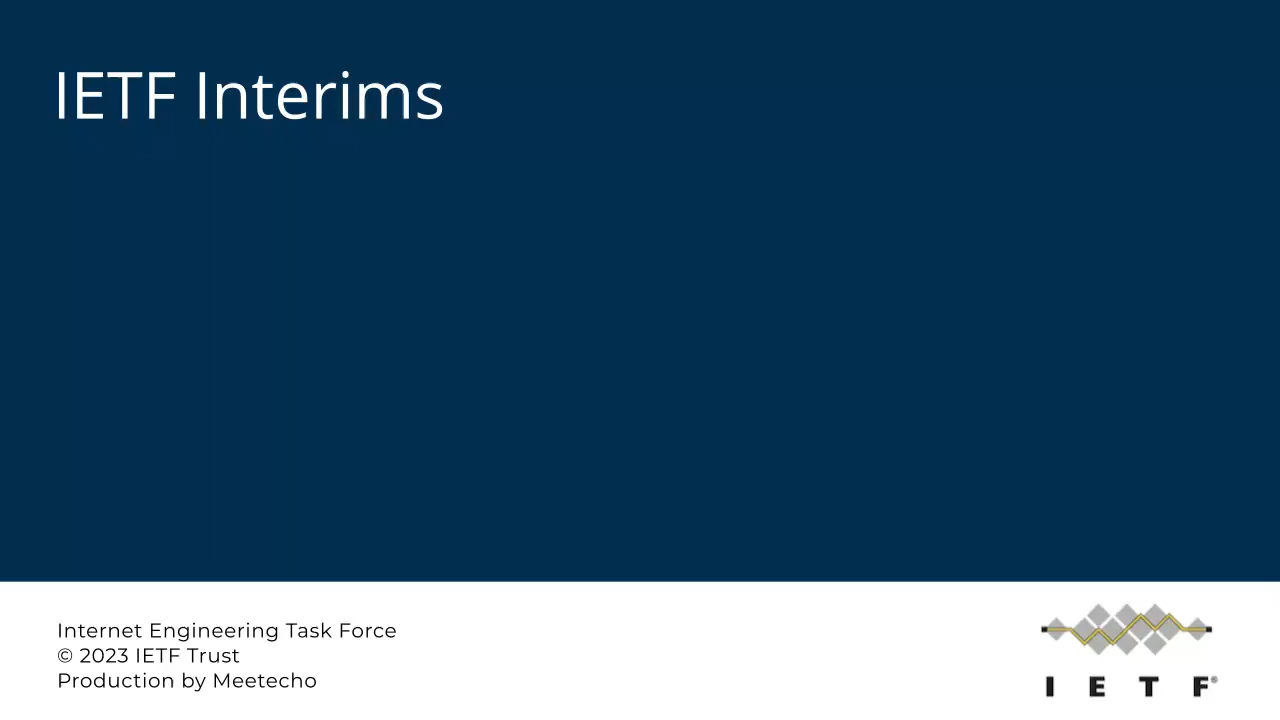 IETF Interims
Internet Engineering Task Force
© 2023 IETF Trust
Production by Meetecho
I E T F®